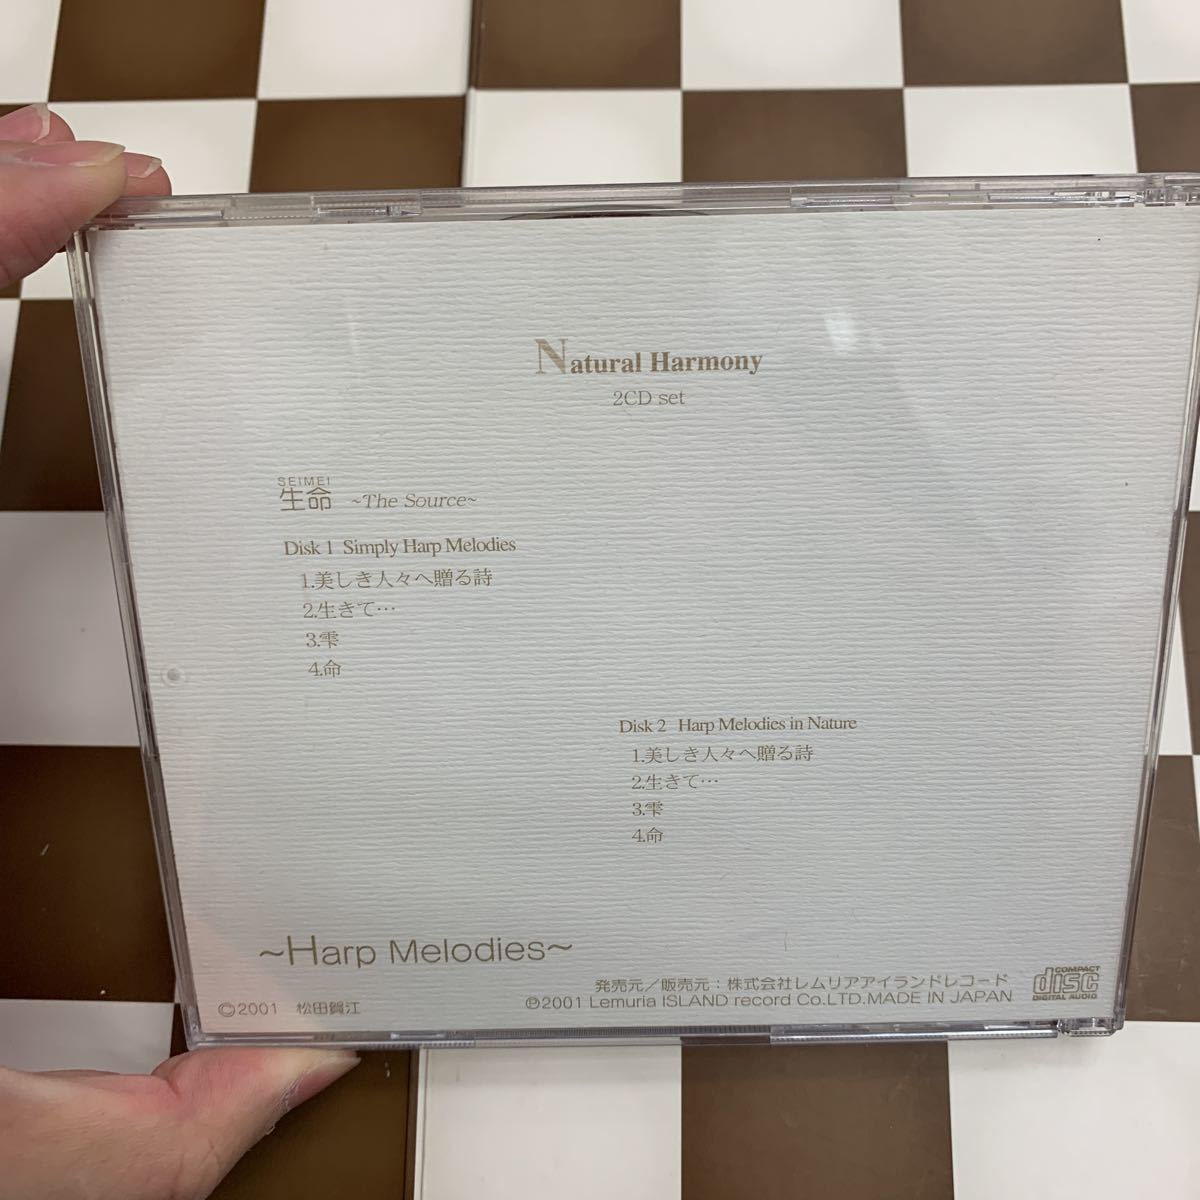 Natural Harmony
2CD set
SEIMEI
生命 ~The Source~
Disk 1 Simply Harp Melodies
1.美しき人々へ贈る詩
2.生きて…
3.雫
4.命
Disk 2 Harp Melodies in Nature
1.美しき人々へ贈る詩
2.生きて…
3.雫
4.命
~Harp Melodies~
発売元/販売元:株式会社レムリアアイランドレコード
℗2001 Lemuria ISLAND record Co.LTD.MADE IN JAPAN
©2001 松田鍈江
COMPACT
disc
DIGITAL AUDIO